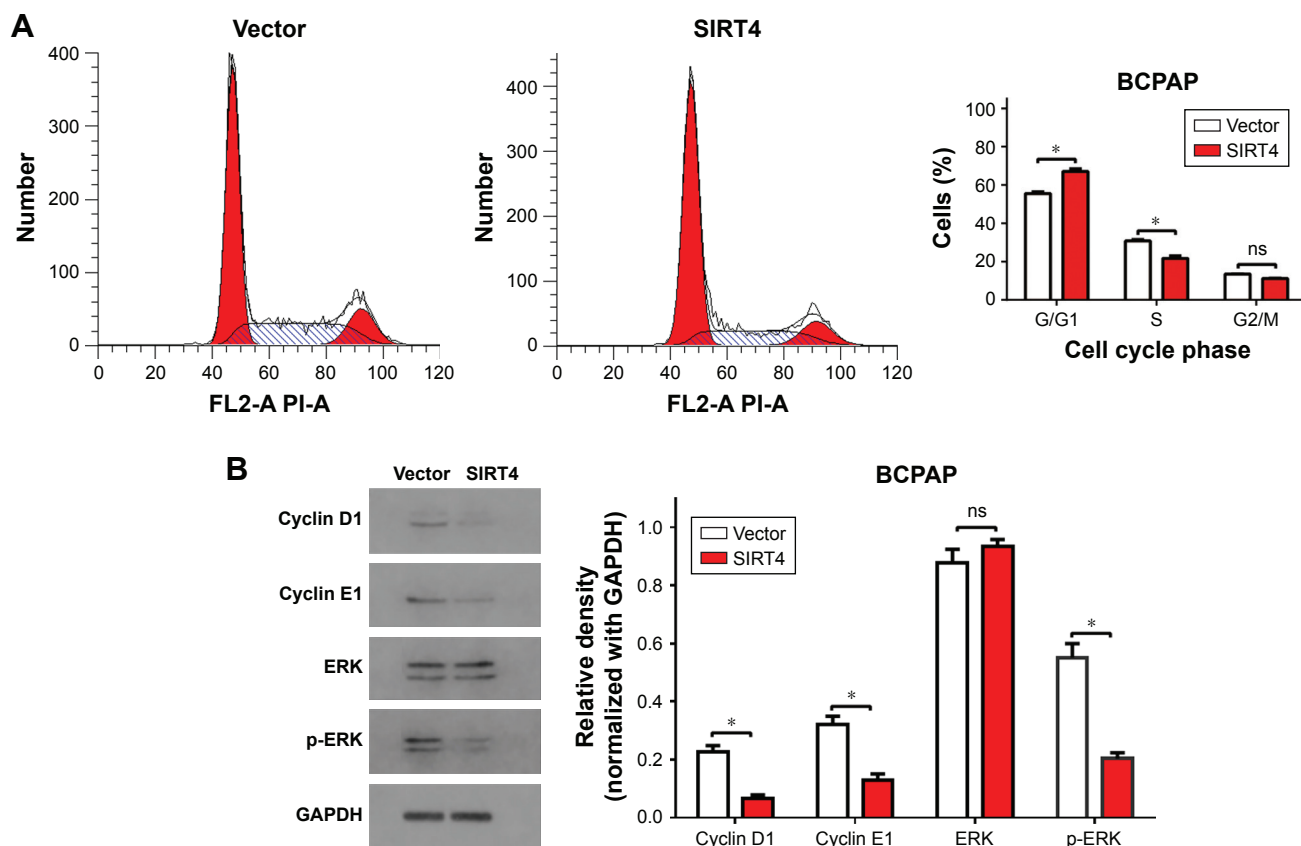 A
Vector
400
300
200
100
0
Number
0 20 40 60 80 100 120
FL2-A PI-A
SIRT4
400
300
200
100
0
Number
0 20 40 60 80 100 120
FL2-A PI-A
BCPAP
100
80
60
40
20
0
Cells (%)
Vector
SIRT4
*
*
ns
G/G1 S G2/M
Cell cycle phase
B
Vector SIRT4
Cyclin D1
Cyclin E1
ERK
p-ERK
GAPDH
BCPAP
1.0
0.8
0.6
0.4
0.2
0.0
Relative density
(normalized with GAPDH)
Vector
SIRT4
*
*
ns
*
Cyclin D1 Cyclin E1 ERK p-ERK